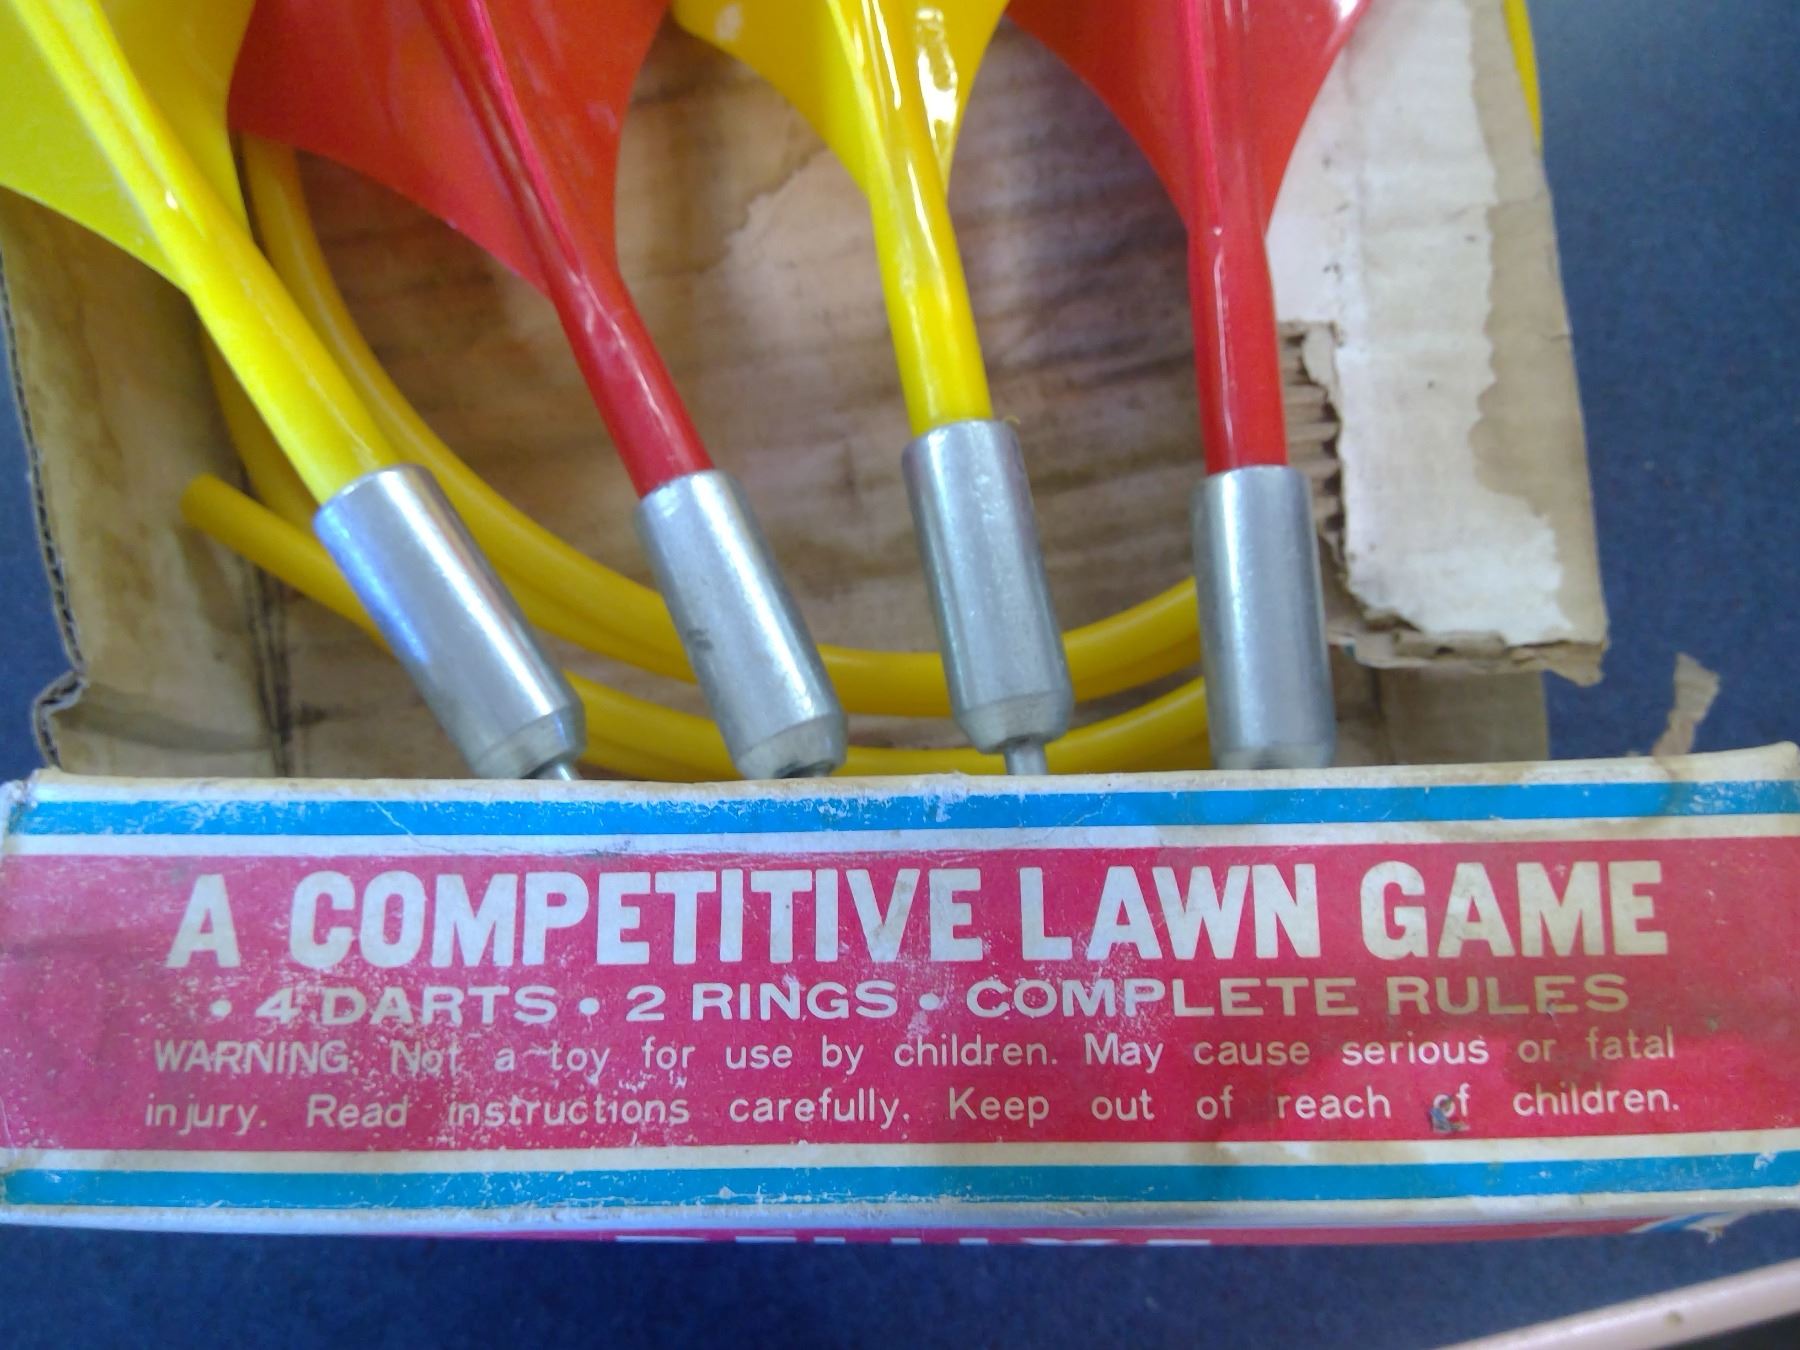 A COMPETITIVE LAWN GAME
• 4 DARTS • 2 RINGS • COMPLETE RULES
WARNING: Not a toy for use by children. May cause serious or fatal
injury. Read instructions carefully. Keep out of reach of children.